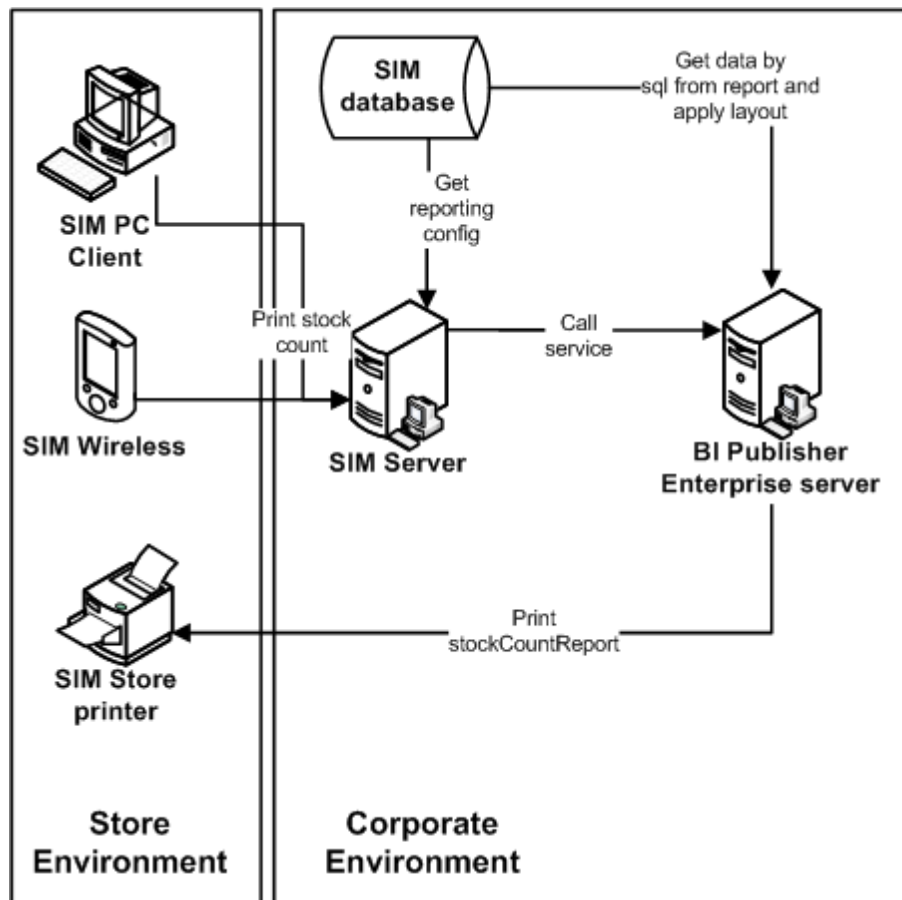 SIM
database
Get data by
sql from report and
apply layout
SIM PC
Client
Get
reporting
config
Print stock
count
Call
service
SIM Wireless
SIM Server
BI Publisher
Enterprise server
Print
stockCountReport
SIM Store
printer
Store
Environment
Corporate
Environment